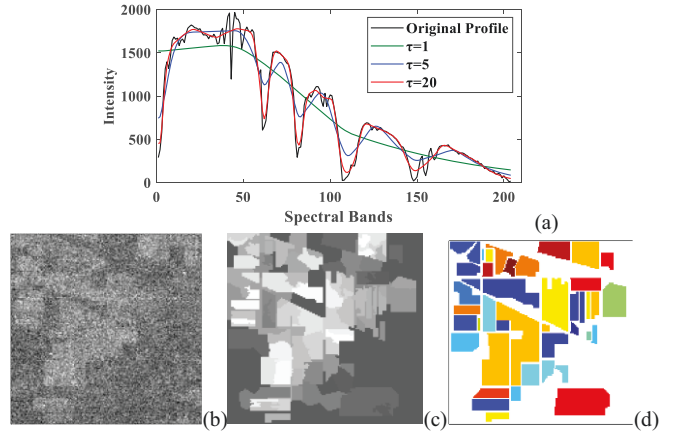 2000
1500
1000
500
0
Intensity
Original Profile
τ=1
τ=5
τ=20
0 50 100 150 200
Spectral Bands
(a)
(b) (c) (d)